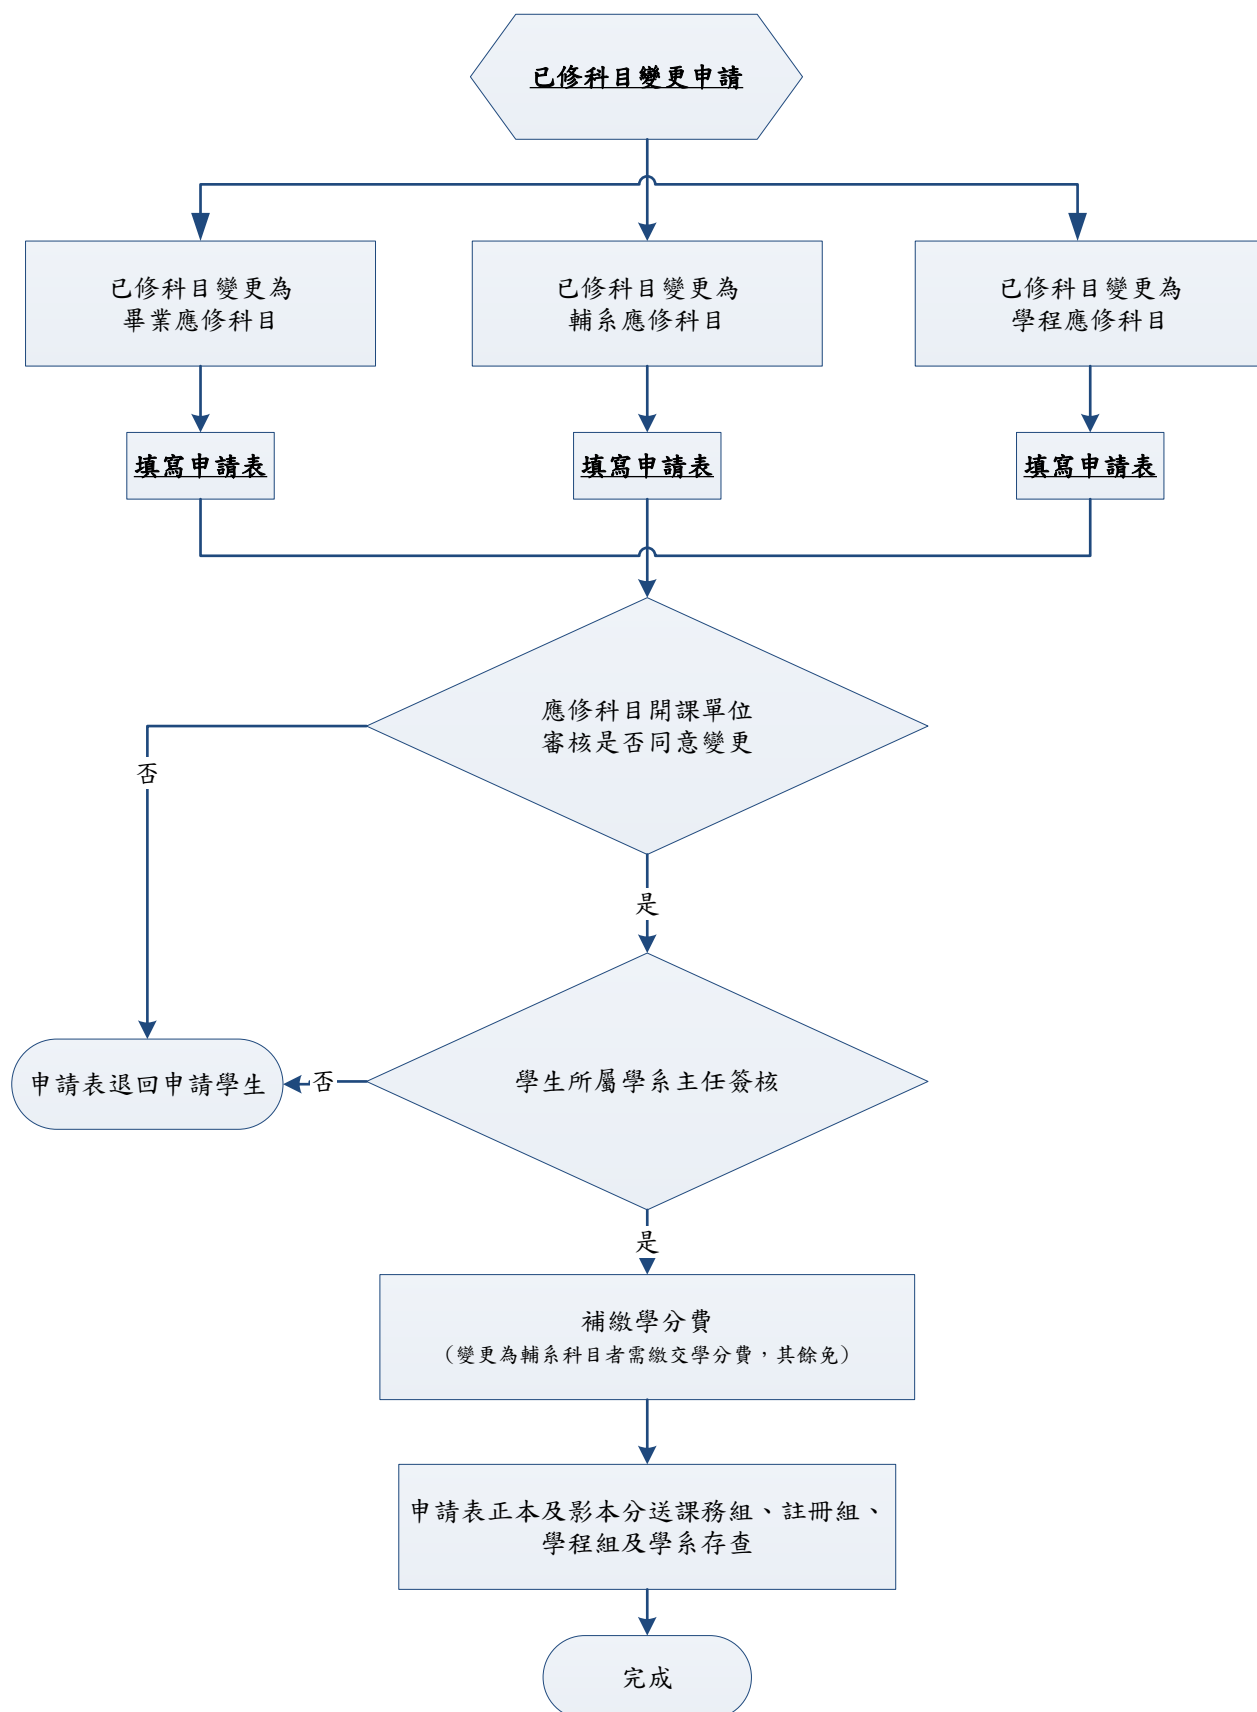 已修科目變更申請
已修科目變更為
畢業應修科目
已修科目變更為
輔系應修科目
已修科目變更為
學程應修科目
填寫申請表
填寫申請表
填寫申請表
應修科目開課單位
審核是否同意變更
否
是
申請表退回申請學生
否
學生所屬學系主任簽核
是
補繳學分費
（變更為輔系科目者需繳交學分費，其餘免）
申請表正本及影本分送課務組、註冊組、
學程組及學系存查
完成